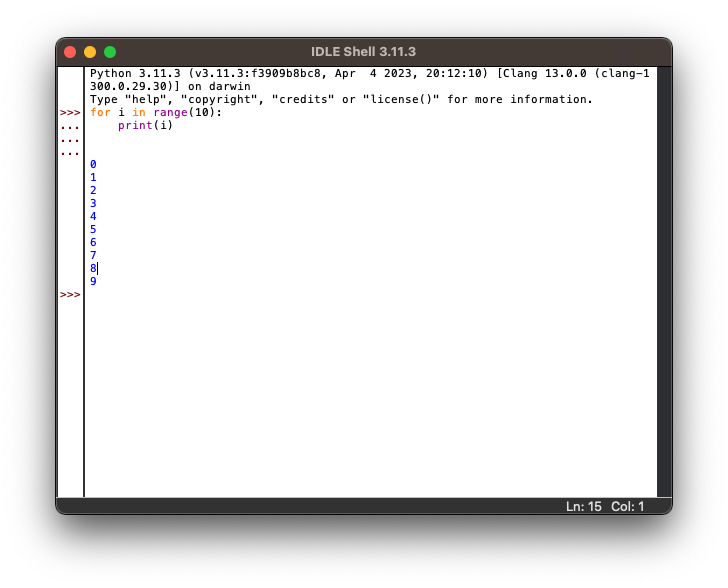 IDLE Shell 3.11.3
Python 3.11.3 (v3.11.3:f3909b8bc8, Apr  4 2023, 20:12:10) [Clang 13.0.0 (clang-1
300.0.29.30)] on darwin
Type "help", "copyright", "credits" or "license()" for more information.
>>> for i in range(10):
...     print(i)
...
...
0
1
2
3
4
5
6
7
8
9
>>>
Ln: 15  Col: 1